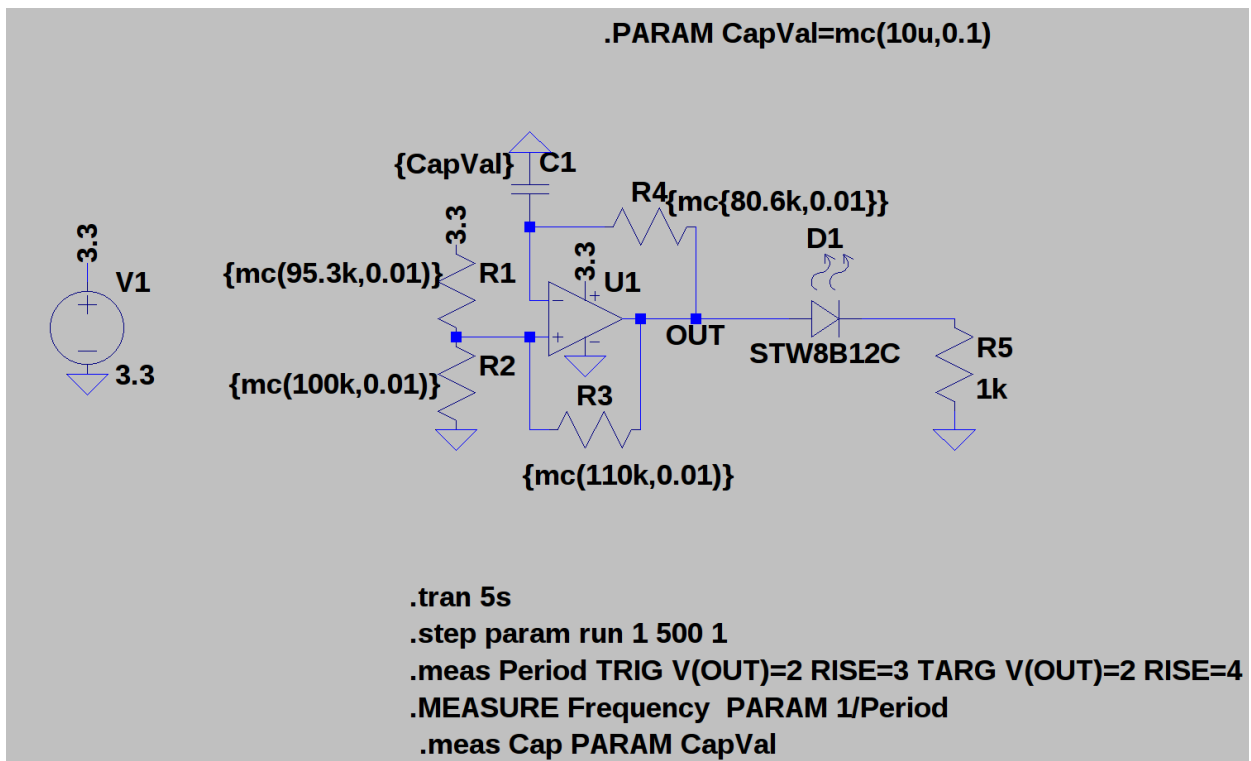 .PARAM CapVal=mc(10u,0.1)
{CapVal}
C1
R4
{mc{80.6k,0.01}}
3.3
3.3
D1
V1
{mc(95.3k,0.01)}
R1
3.3
U1
OUT
STW8B12C
R5
1k
3.3
{mc(100k,0.01)}
R2
R3
{mc(110k,0.01)}
.tran 5s
.step param run 1 500 1
.meas Period TRIG V(OUT)=2 RISE=3 TARG V(OUT)=2 RISE=4
.MEASURE Frequency PARAM 1/Period
.meas Cap PARAM CapVal